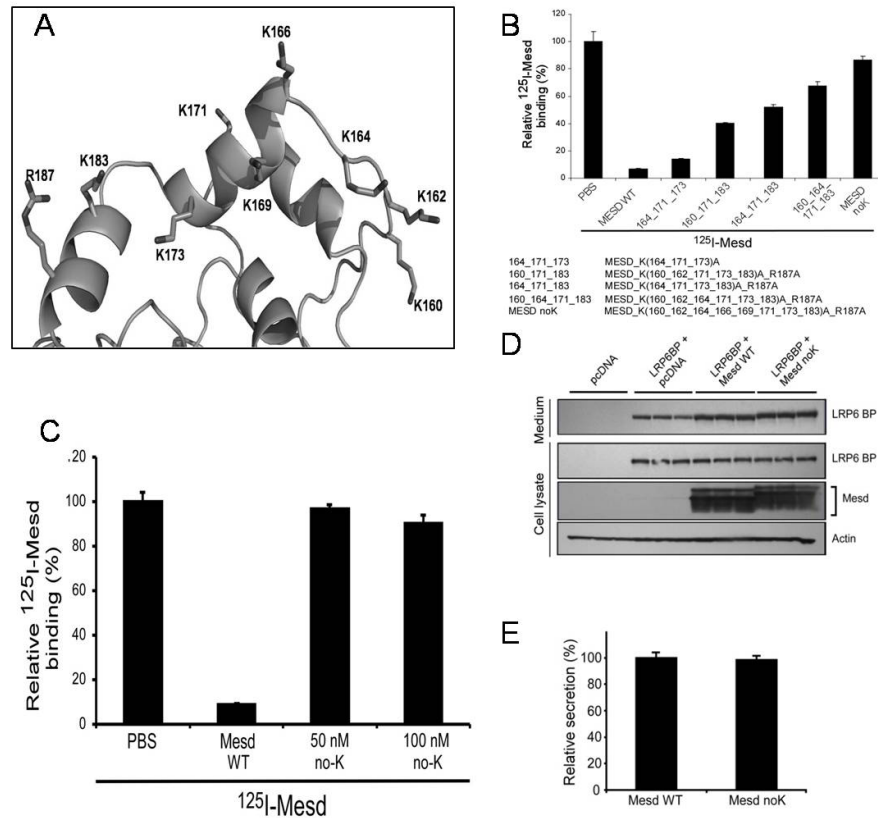 A
K166
K171
K164
R187
K183
K162
K169
K173
K160
B
Relative 125I-Mesd
binding (%)
120
100
80
60
40
20
0
PBS
MESD WT
164_171_173
160_171_183
164_171_183
160_164_
171_183
MESD
noK
125I-Mesd
164_171_173 MESD_K(164_171_173)A
160_171_183 MESD_K(160_162_171_173_183)A_R187A
164_171_183 MESD_K(164_171_173_183)A_R187A
160_164_171_183 MESD_K(160_162_164_171_173_183)A_R187A
MESD noK MESD_K(160_162_164_166_169_171_173_183)A_R187A
C
Relative 125I-Mesd
binding (%)
.20
100
80
60
40
20
0
PBS
Mesd
WT
50 nM
no-K
100 nM
no-K
125I-Mesd
D
pcDNA
LRP6BP +
pcDNA
LRP6BP +
Mesd WT
LRP6BP +
Mesd noK
Medium
LRP6 BP
Cell lysate
LRP6 BP
Mesd
Actin
E
Relative secretion (%)
120
100
80
60
40
20
0
Mesd WT
Mesd noK